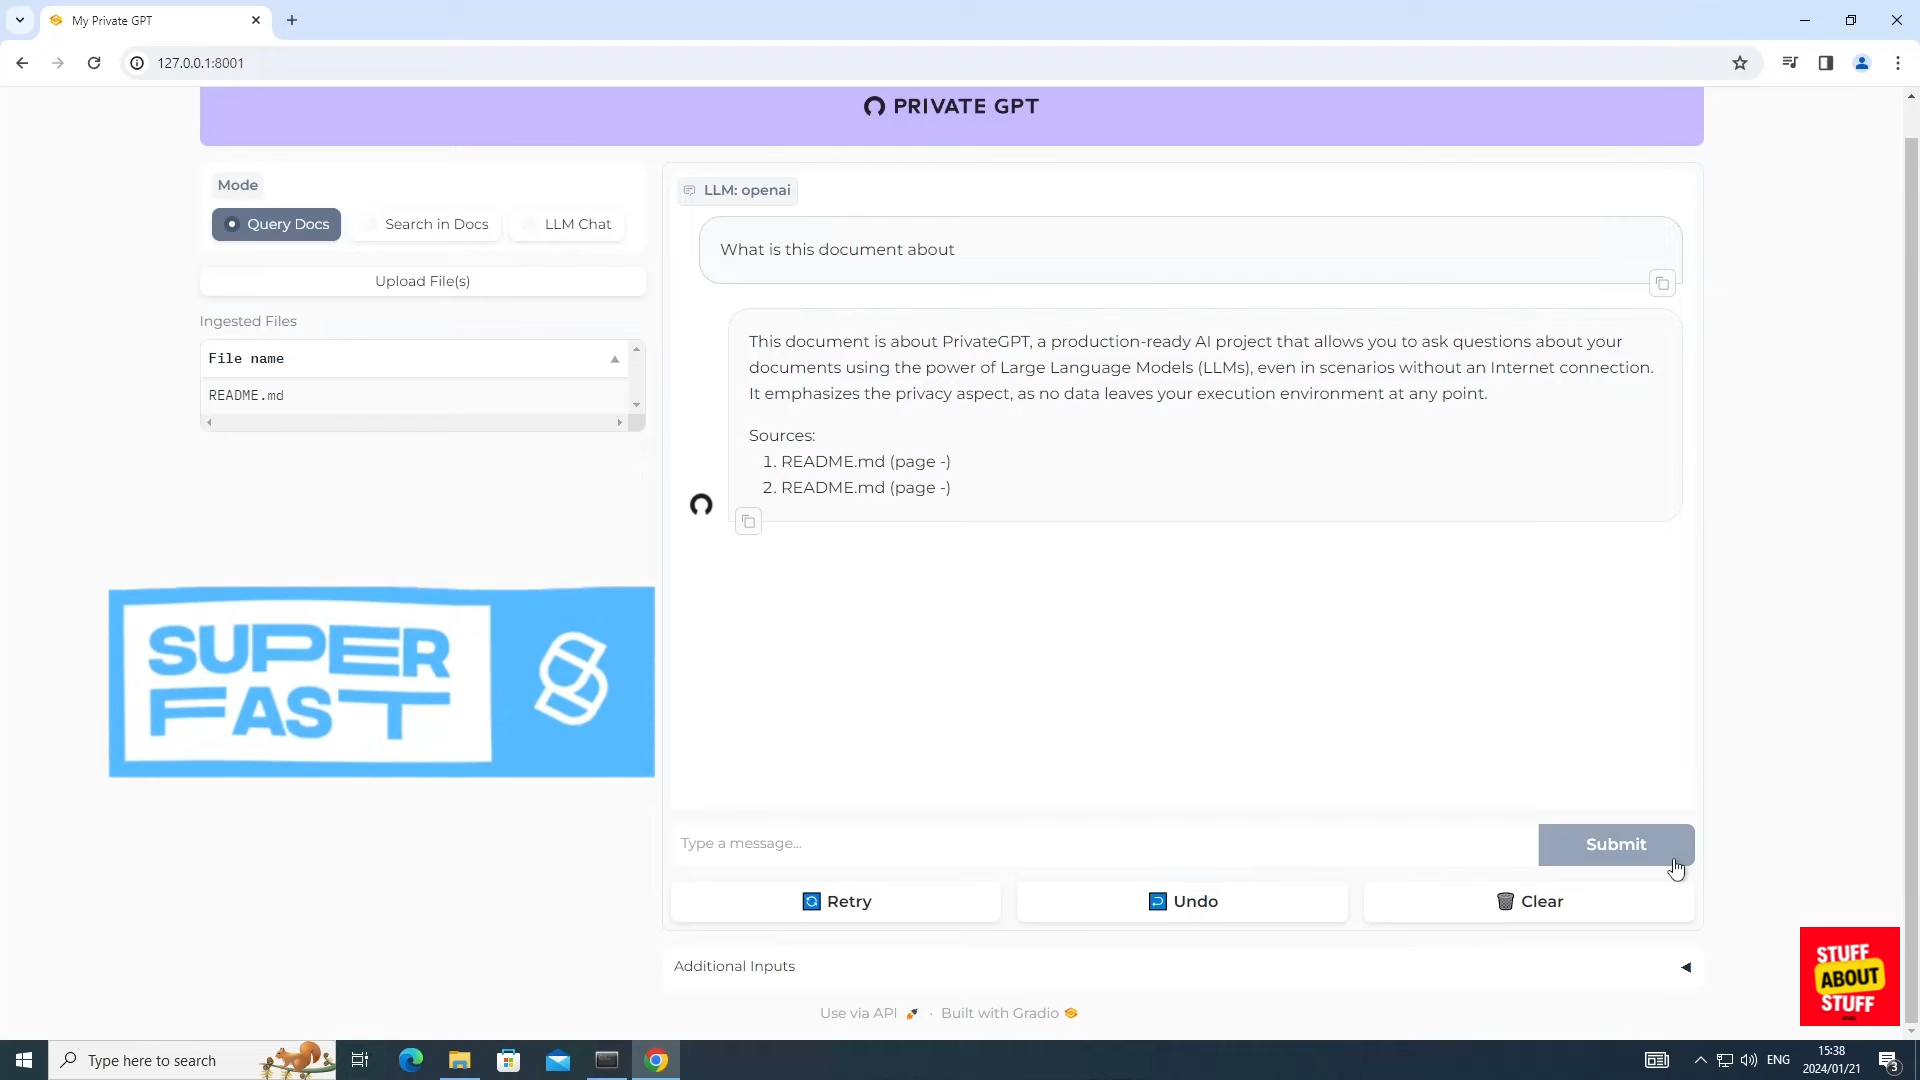 My Private GPT
127.0.0.1:8001
PRIVATE GPT
Mode
Query Docs
Search in Docs
LLM Chat
Upload File(s)
Ingested Files
File name
README.md
LLM: openai
What is this document about
This document is about PrivateGPT, a production-ready AI project that allows you to ask questions about your
documents using the power of Large Language Models (LLMs), even in scenarios without an Internet connection.
It emphasizes the privacy aspect, as no data leaves your execution environment at any point.
Sources:
1. README.md (page -)
2. README.md (page -)
SUPER
FAST
Type a message...
Submit
Retry
Undo
Clear
Additional Inputs
Use via API · Built with Gradio
STUFF
ABOUT
STUFF
Type here to search
ENG
15:38
2024/01/21
3